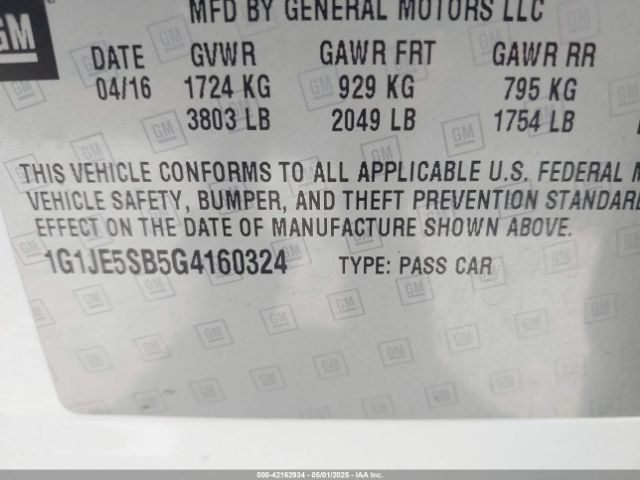 GM
MFD BY GENERAL MOTORS LLC
DATE GVWR GAWR FRT GAWR RR
04/16 1724 KG 929 KG 795 KG
3803 LB 2049 LB 1754 LB
THIS VEHICLE CONFORMS TO ALL APPLICABLE U.S. FEDERAL M
VEHICLE SAFETY, BUMPER, AND THEFT PREVENTION STANDARD
EFFECT ON THE DATE OF MANUFACTURE SHOWN ABOVE.
1G1JE5SB5G4160324 TYPE: PASS CAR
000-42162934 - 05/01/2025 - IAA Inc.